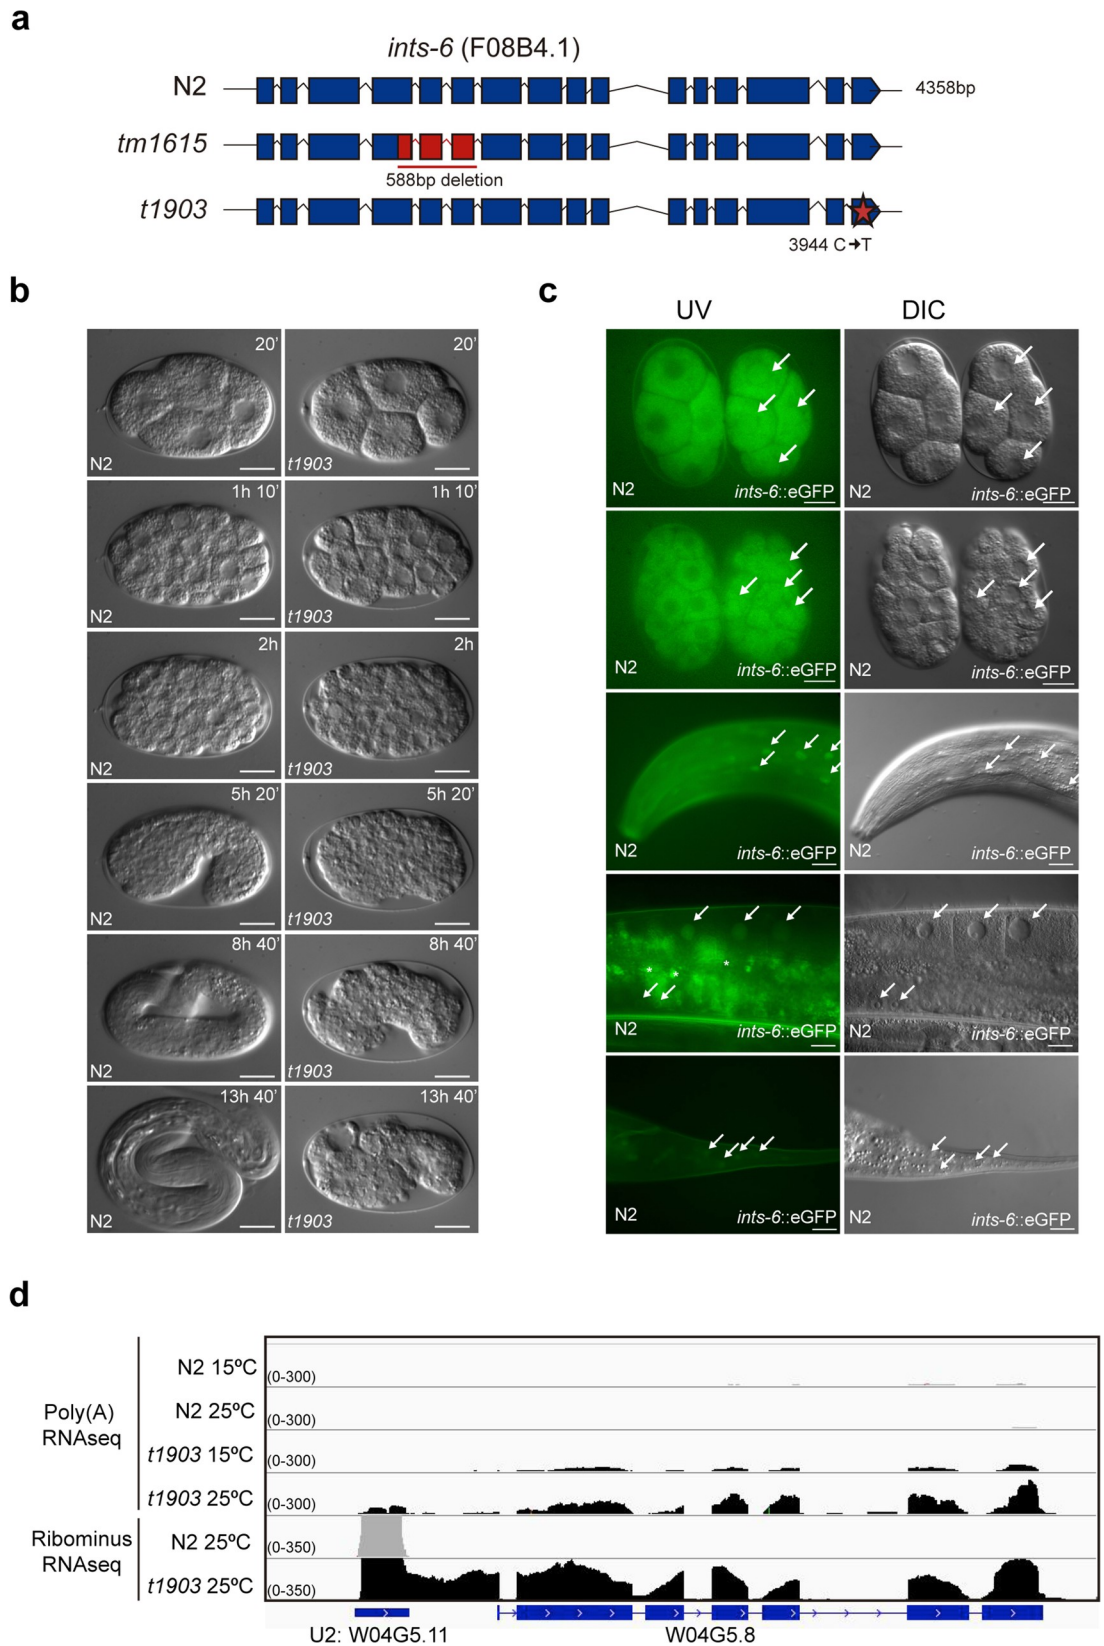 a
ints-6 (F08B4.1)
N2
4358bp
tm1615
588bp deletion
t1903
3944 C➔T
b
20’ 20’
N2 t1903
1h 10’ 1h 10’
N2 t1903
2h 2h
N2 t1903
5h 20’ 5h 20’
N2 t1903
8h 40’ 8h 40’
N2 t1903
13h 40’ 13h 40’
N2 t1903
c
UV DIC
N2 ints-6::eGFP N2 ints-6::eGFP
N2 ints-6::eGFP N2 ints-6::eGFP
N2 ints-6::eGFP N2 ints-6::eGFP
* * *
N2 ints-6::eGFP N2 ints-6::eGFP
N2 ints-6::eGFP N2 ints-6::eGFP
d
Poly(A)
RNAseq
N2 15ºC (0-300)
N2 25ºC (0-300)
t1903 15ºC (0-300)
t1903 25ºC (0-300)
Ribominus
RNAseq
N2 25ºC (0-350)
t1903 25ºC (0-350)
U2: W04G5.11 W04G5.8